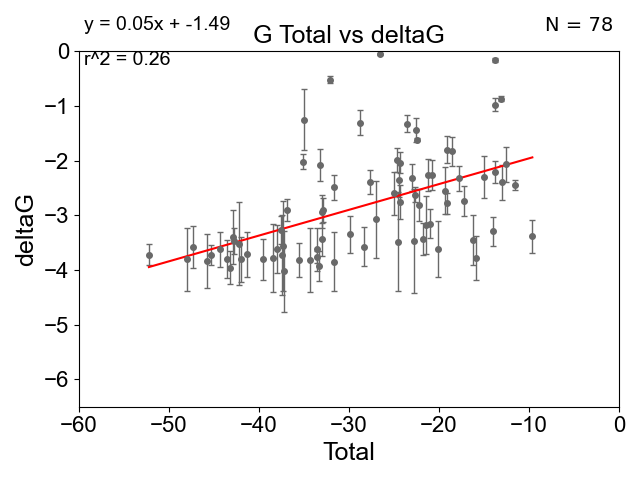 y = 0.05x + -1.49
N = 78
G Total vs deltaG
r^2 = 0.26
0
−1
−2
−3
−4
−5
−6
deltaG
−60
−50
−40
−30
−20
−10
0
Total